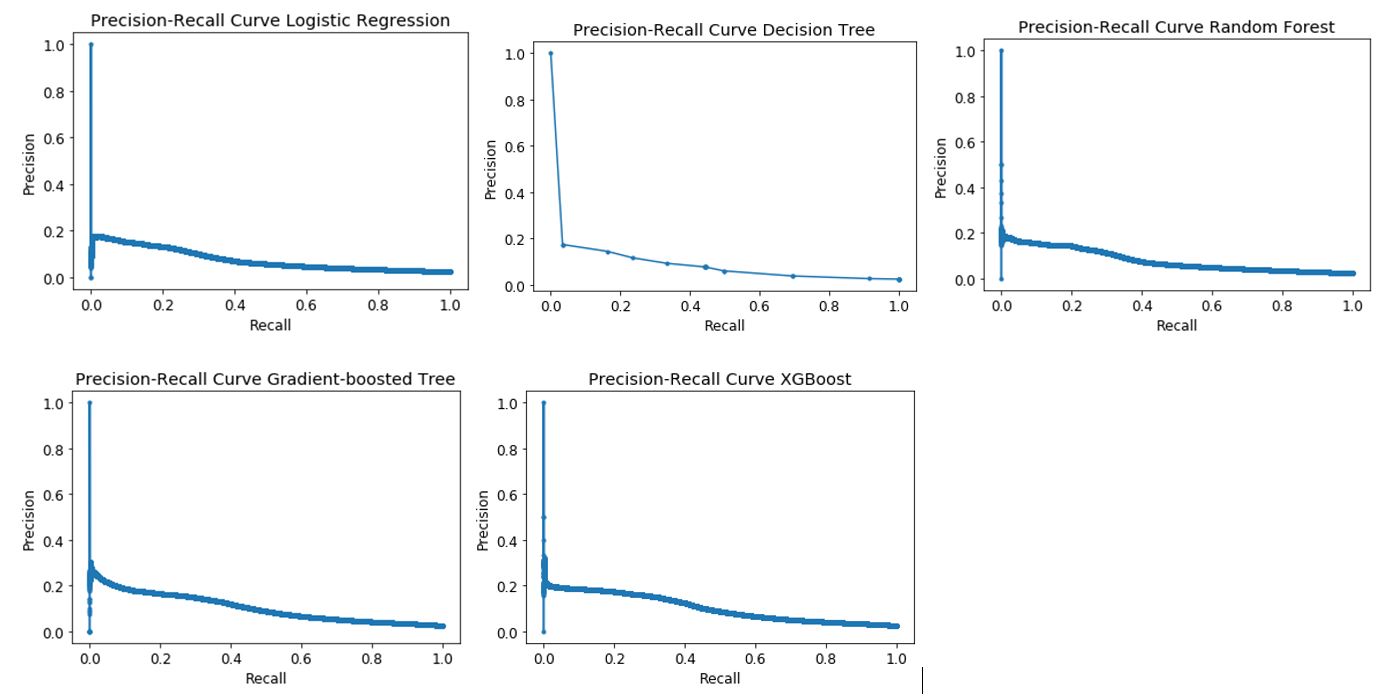 Precision-Recall Curve Logistic Regression
1.0
0.8
0.6
0.4
0.2
0.0
Precision
0.0 0.2 0.4 0.6 0.8 1.0
Recall
Precision-Recall Curve Decision Tree
1.0
0.8
0.6
0.4
0.2
0.0
Precision
0.0 0.2 0.4 0.6 0.8 1.0
Recall
Precision-Recall Curve Random Forest
1.0
0.8
0.6
0.4
0.2
0.0
Precision
0.0 0.2 0.4 0.6 0.8 1.0
Recall
Precision-Recall Curve Gradient-boosted Tree
1.0
0.8
0.6
0.4
0.2
0.0
Precision
0.0 0.2 0.4 0.6 0.8 1.0
Recall
Precision-Recall Curve XGBoost
1.0
0.8
0.6
0.4
0.2
0.0
Precision
0.0 0.2 0.4 0.6 0.8 1.0
Recall